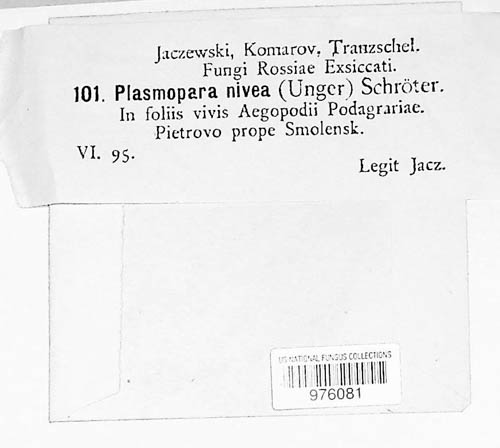 Jaczewski, Komarov, Tranzschel.
Fungi Rossiae Exsiccati.
101. Plasmopara nivea (Unger) Schröter.
In foliis vivis Aegopodii Podagrariae.
Pietrovo prope Smolensk.
VI. 95.
Legit Jacz.
US NATIONAL FUNGUS COLLECTIONS
976081